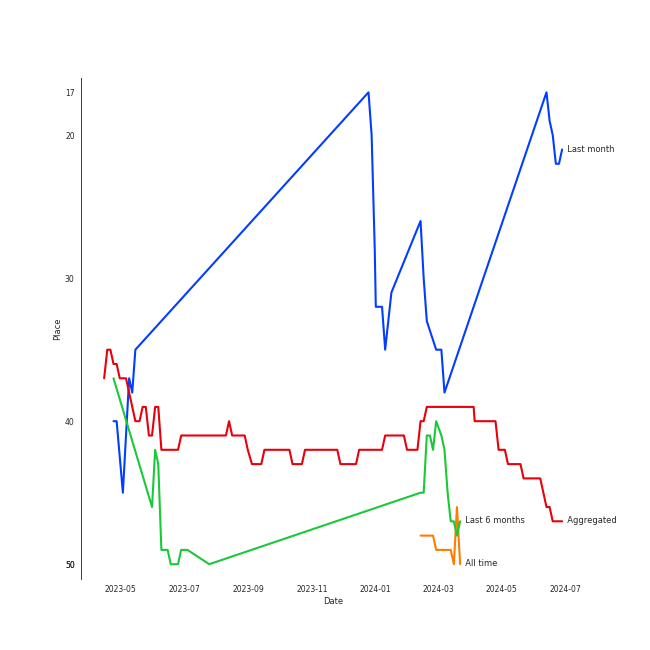 17
20
Last month
30
Place
40
Last 6 months
Aggregated
All time
50
2023-05 2023-07 2023-09 2023-11 2024-01 2024-03 2024-05 2024-07
Date